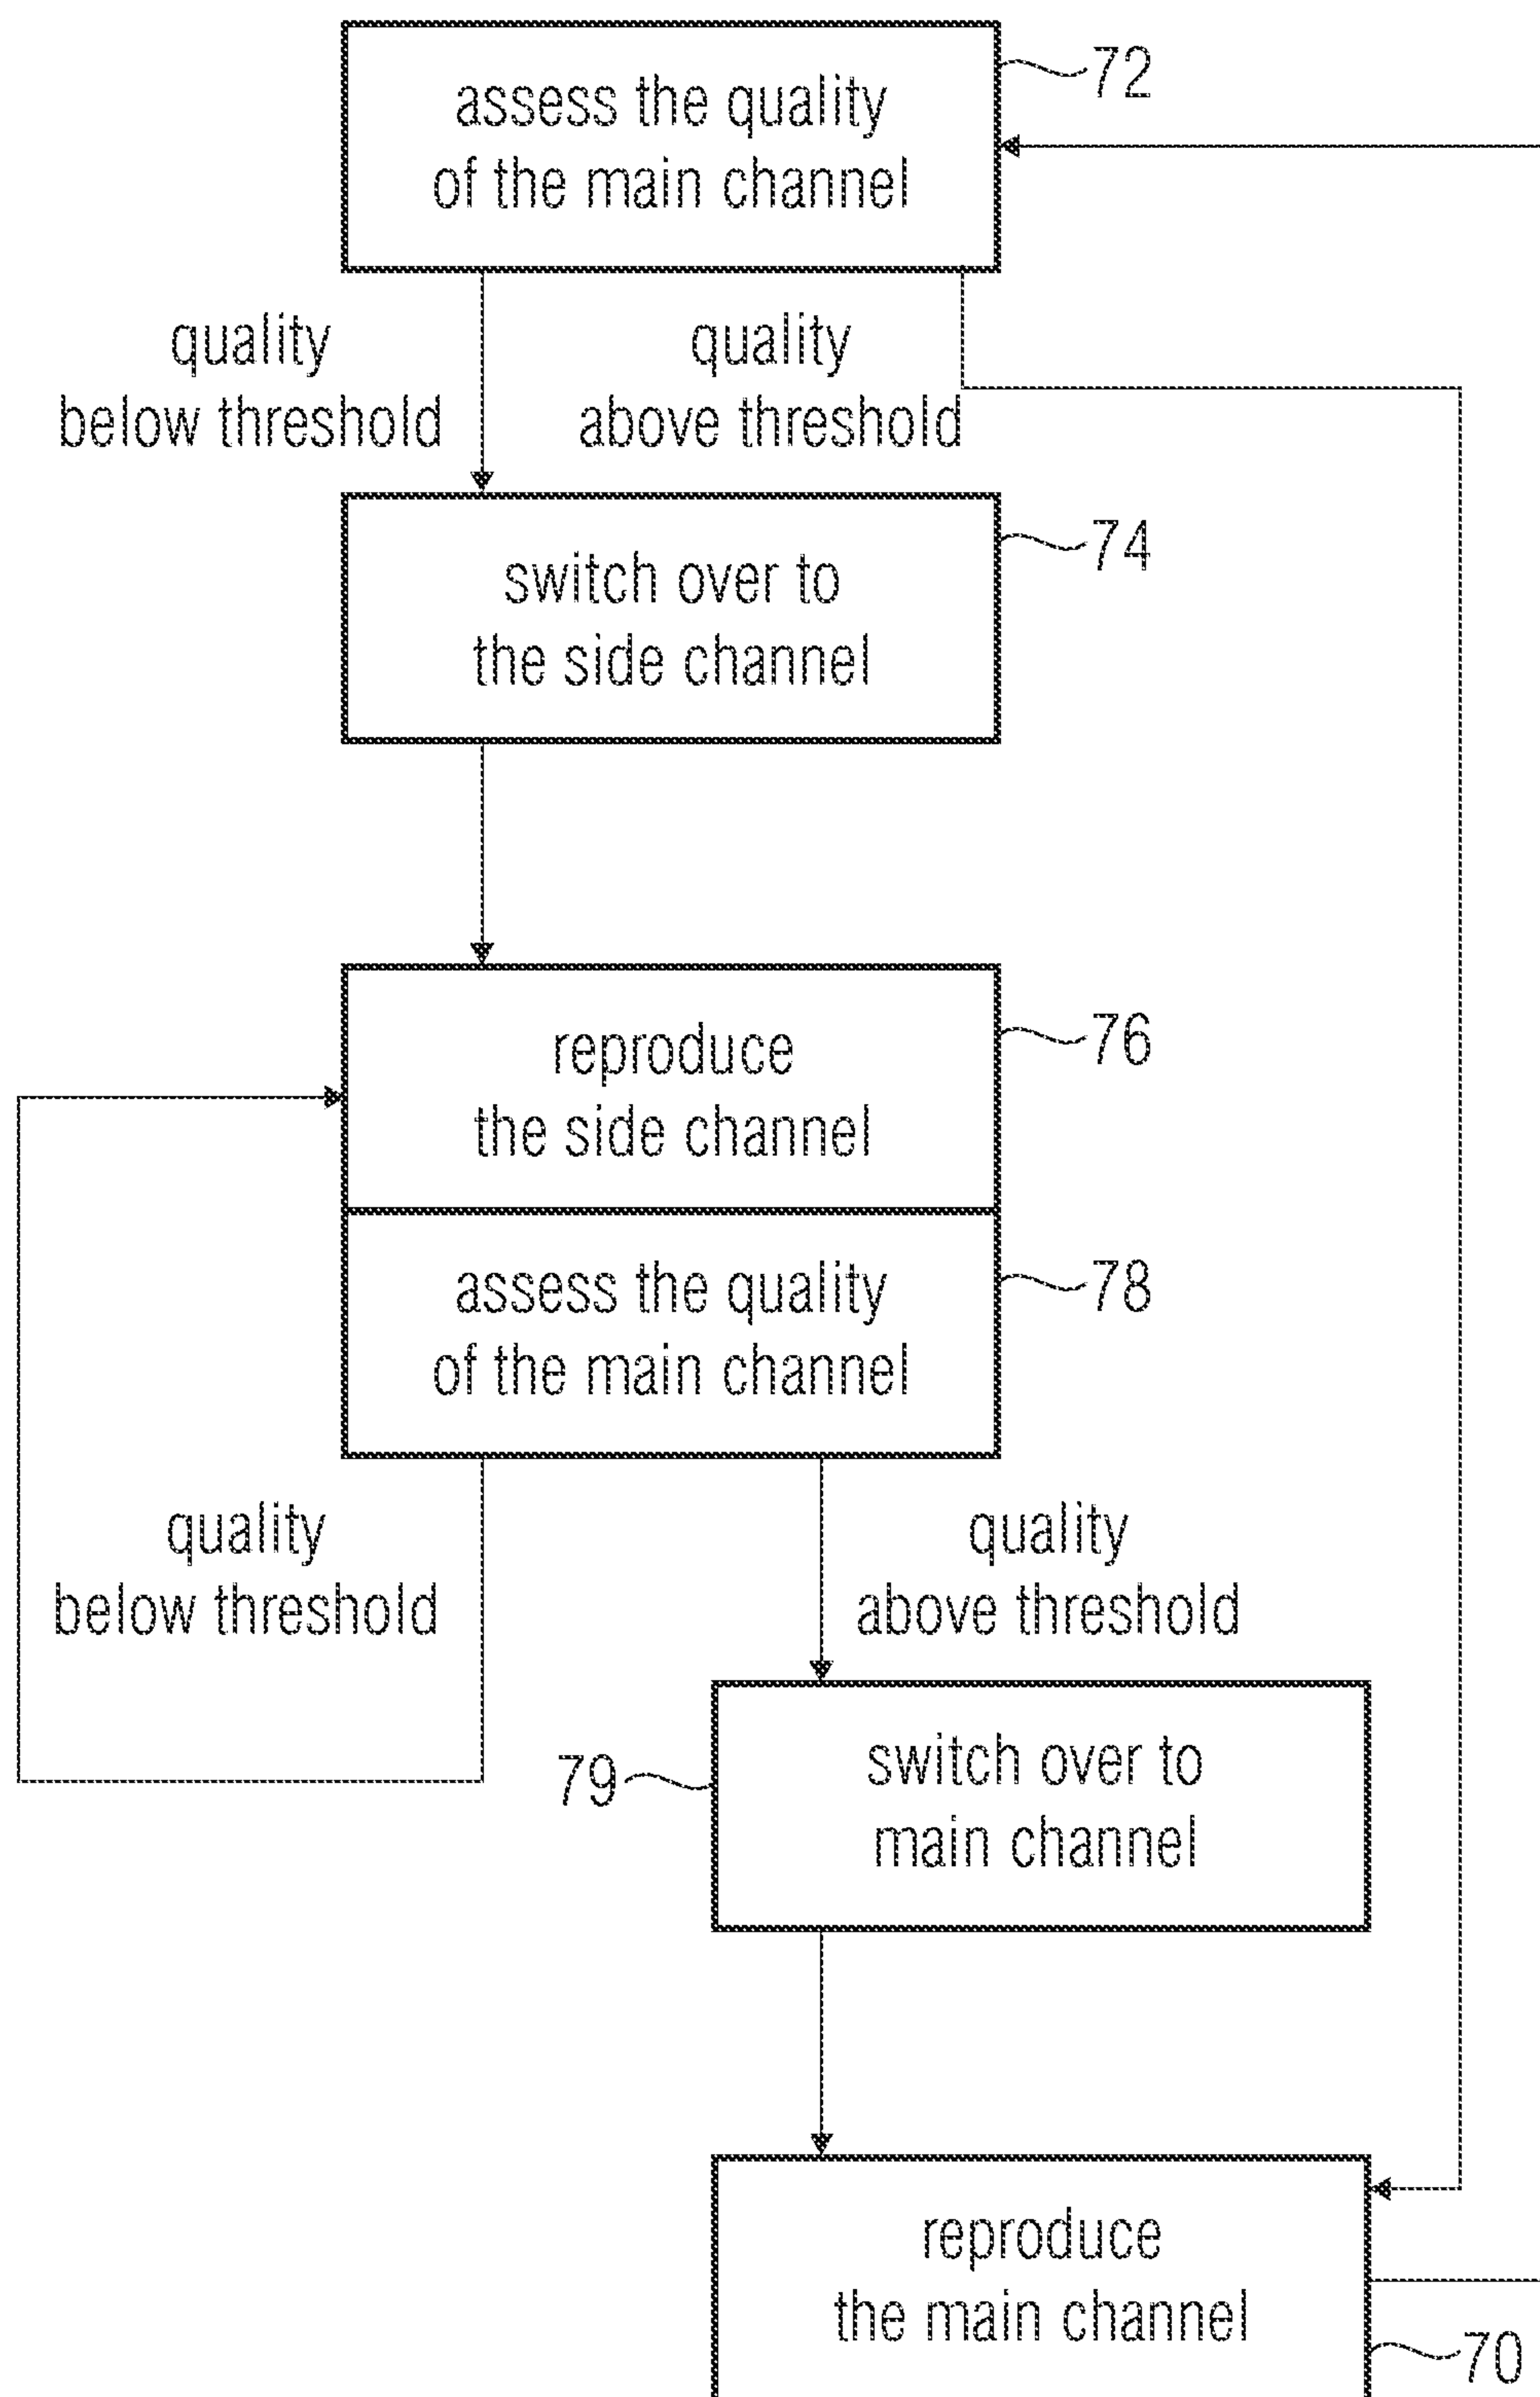 assess the quality
of the main channel
72
quality
below threshold
quality
above threshold
switch over to
the side channel
74
reproduce
the side channel
76
assess the quality
of the main channel
78
quality
below threshold
quality
above threshold
79
switch over to
main channel
reproduce
the main channel
70